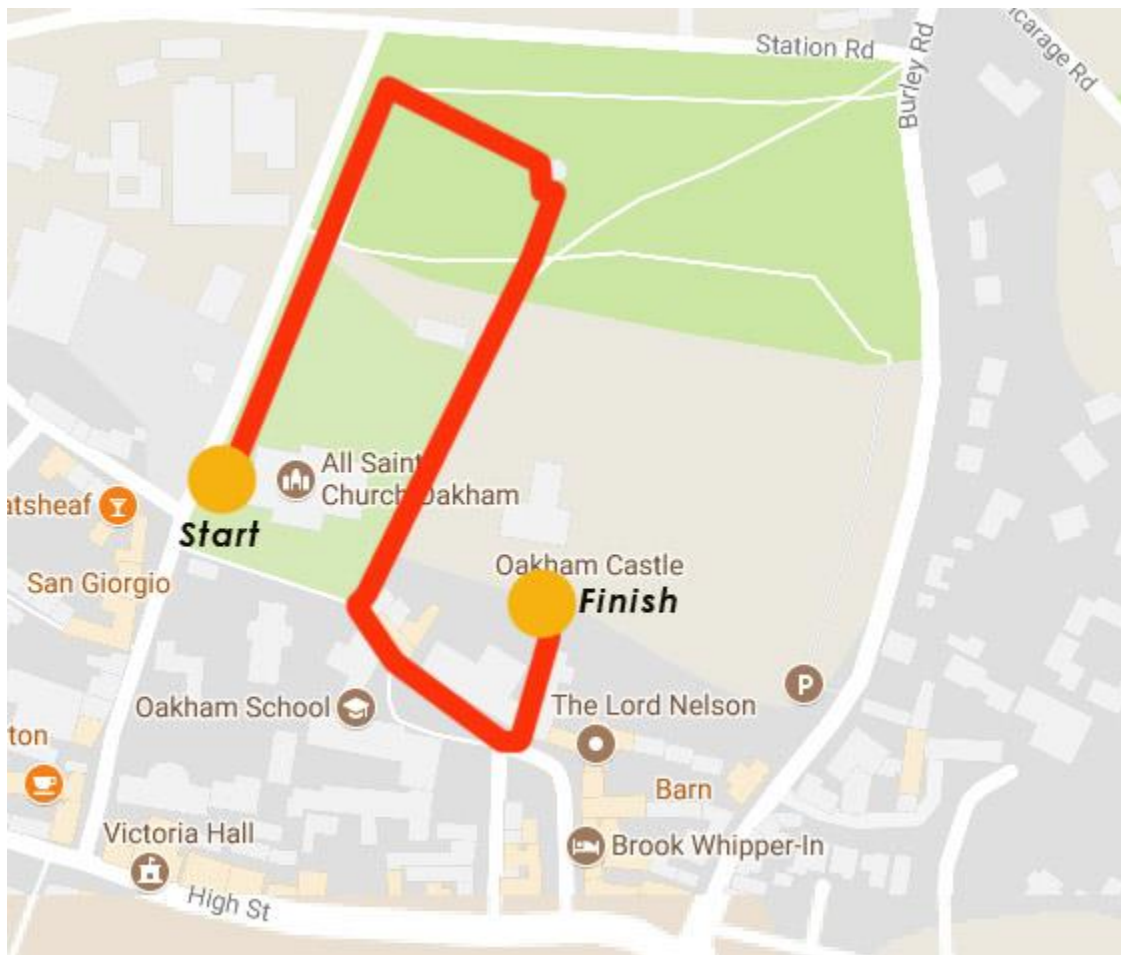 Station Rd
Burley Rd
icarage Rd
All Saint
Church Oakham
atsheaf
Start
San Giorgio
Oakham Castle
Finish
Oakham School
The Lord Nelson
P
ton
Barn
Victoria Hall
Brook Whipper-In
High St